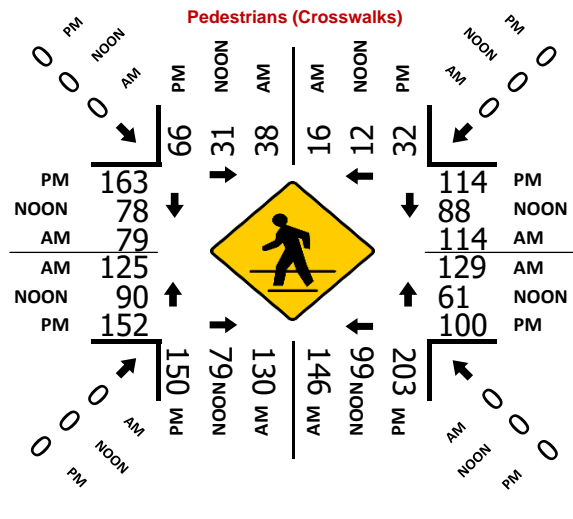 Pedestrians (Crosswalks)
0 PM
0 NOON
0 AM
PM 99
NOON 31
AM 38
AM 16
NOON 12
PM 32
PM 0
NOON 0
AM 0
PM 163
NOON 78
AM 79
AM 125
NOON 90
PM 152
114 PM
88 NOON
114 AM
129 AM
61 NOON
100 PM
0 AM
0 NOON
0 PM
150 PM
79 NOON
130 AM
146 AM
99 NOON
203 PM
AM 0
NOON 0
PM 0